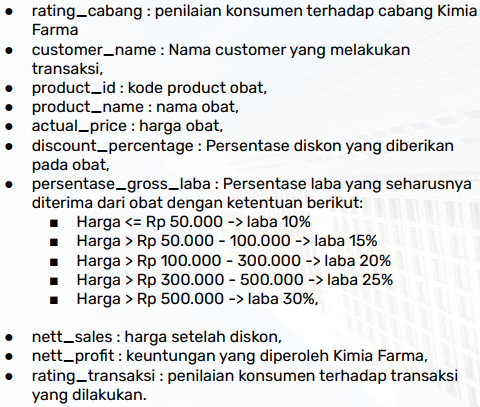 ● rating_cabang : penilaian konsumen terhadap cabang Kimia
Farma
● customer_name : Nama customer yang melakukan
transaksi,
● product_id : kode product obat,
● product_name : nama obat,
● actual_price : harga obat,
● discount_percentage : Persentase diskon yang diberikan
pada obat,
● persentase_gross_laba : Persentase laba yang seharusnya
diterima dari obat dengan ketentuan berikut:
■ Harga <= Rp 50.000 -> laba 10%
■ Harga > Rp 50.000 - 100.000 -> laba 15%
■ Harga > Rp 100.000 - 300.000 -> laba 20%
■ Harga > Rp 300.000 - 500.000 -> laba 25%
■ Harga > Rp 500.000 -> laba 30%,
● nett_sales : harga setelah diskon,
● nett_profit : keuntungan yang diperoleh Kimia Farma,
● rating_transaksi : penilaian konsumen terhadap transaksi
yang dilakukan.